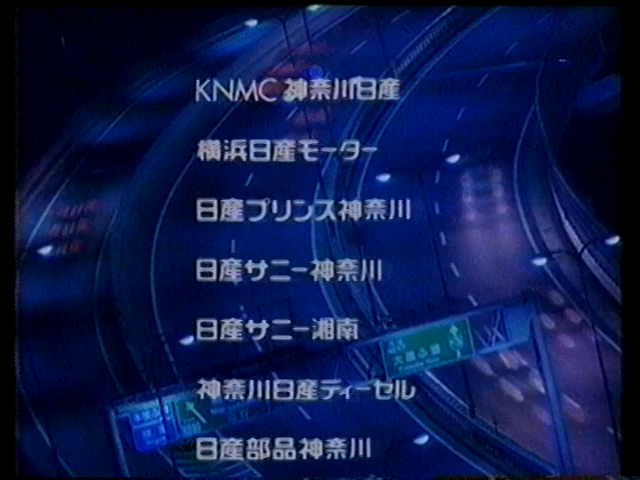 KNMC 神奈川日産
横浜日産モーター
日産プリンス神奈川
日産サニー神奈川
日産サニー湘南
神奈川日産ディーセル
日産部品神奈川